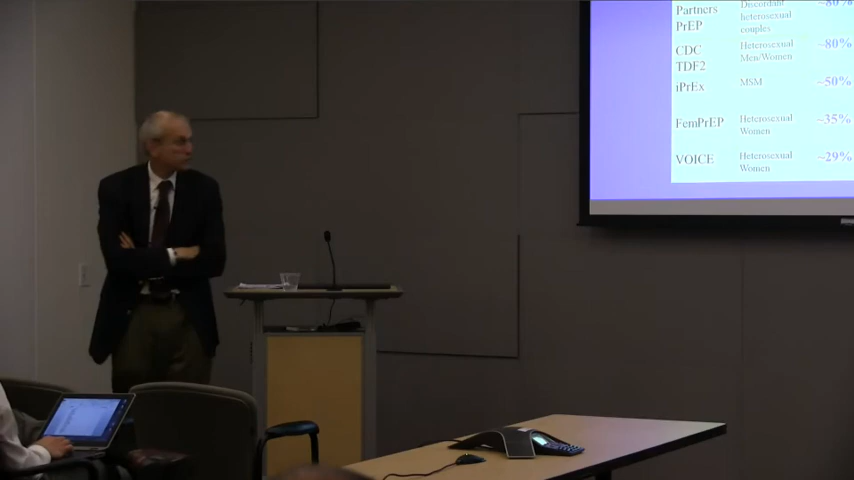 Partners
PrEP
Discordant
heterosexual
couples
~80%
CDC
TDF2
Heterosexual
Men/Women
~80%
iPrEx
MSM
~50%
FemPrEP
Heterosexual
Women
~35%
VOICE
Heterosexual
Women
~29%